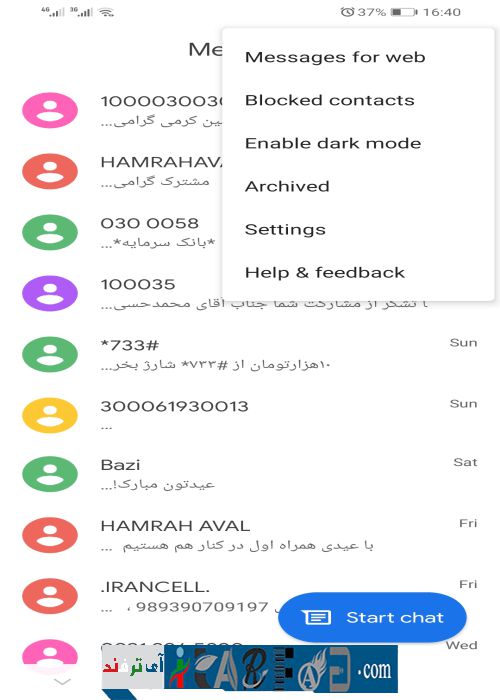 4G 3G 37% 16:40
Me
Messages for web
Blocked contacts
Enable dark mode
Archived
Settings
Help & feedback
1000030030
کرمی گرامی...
HAMRAHAVA
مشترک گرامی...
030 0058
*بانک سرمایه*...
100035
با تشکر از مشارکت شما جناب آقای محمدحسی...
*733#
Sun
۱۰هزارتومان از #۷۳۳* شارژ بخر...
300061930013
Sun
...
Bazi
Sat
عیدتون مبارک!...
HAMRAH AVAL
Fri
با عیدی همراه اول در کنار هم هستیم ...
.IRANCELL.
Fri
989390709197 ، ...
Start chat
Wed
آی ترفند
.com